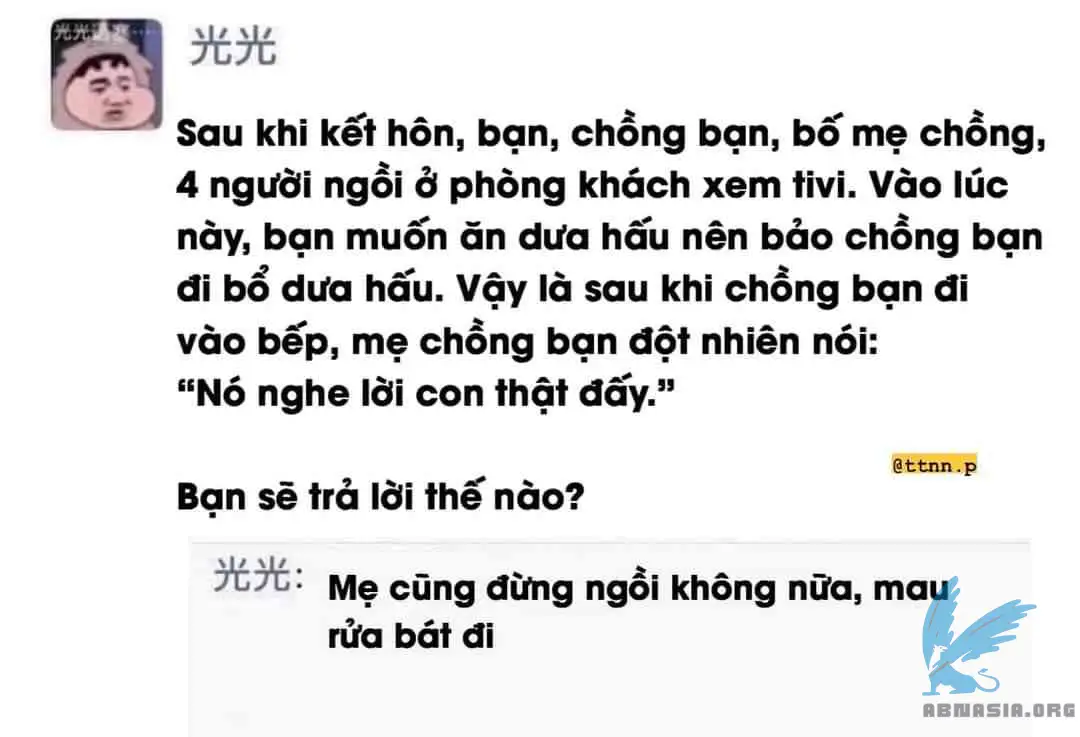 光光
光光
Sau khi kết hôn, bạn, chồng bạn, bố mẹ chồng,
4 người ngồi ở phòng khách xem tivi. Vào lúc
này, bạn muốn ăn dưa hấu nên bảo chồng bạn
đi bổ dưa hấu. Vậy là sau khi chồng bạn đi
vào bếp, mẹ chồng bạn đột nhiên nói:
“Nó nghe lời con thật đấy.”
@ttnn.p
Bạn sẽ trả lời thế nào?
光光: Mẹ cũng đừng ngồi không nữa, mau
rửa bát đi
ABNASIA.ORG